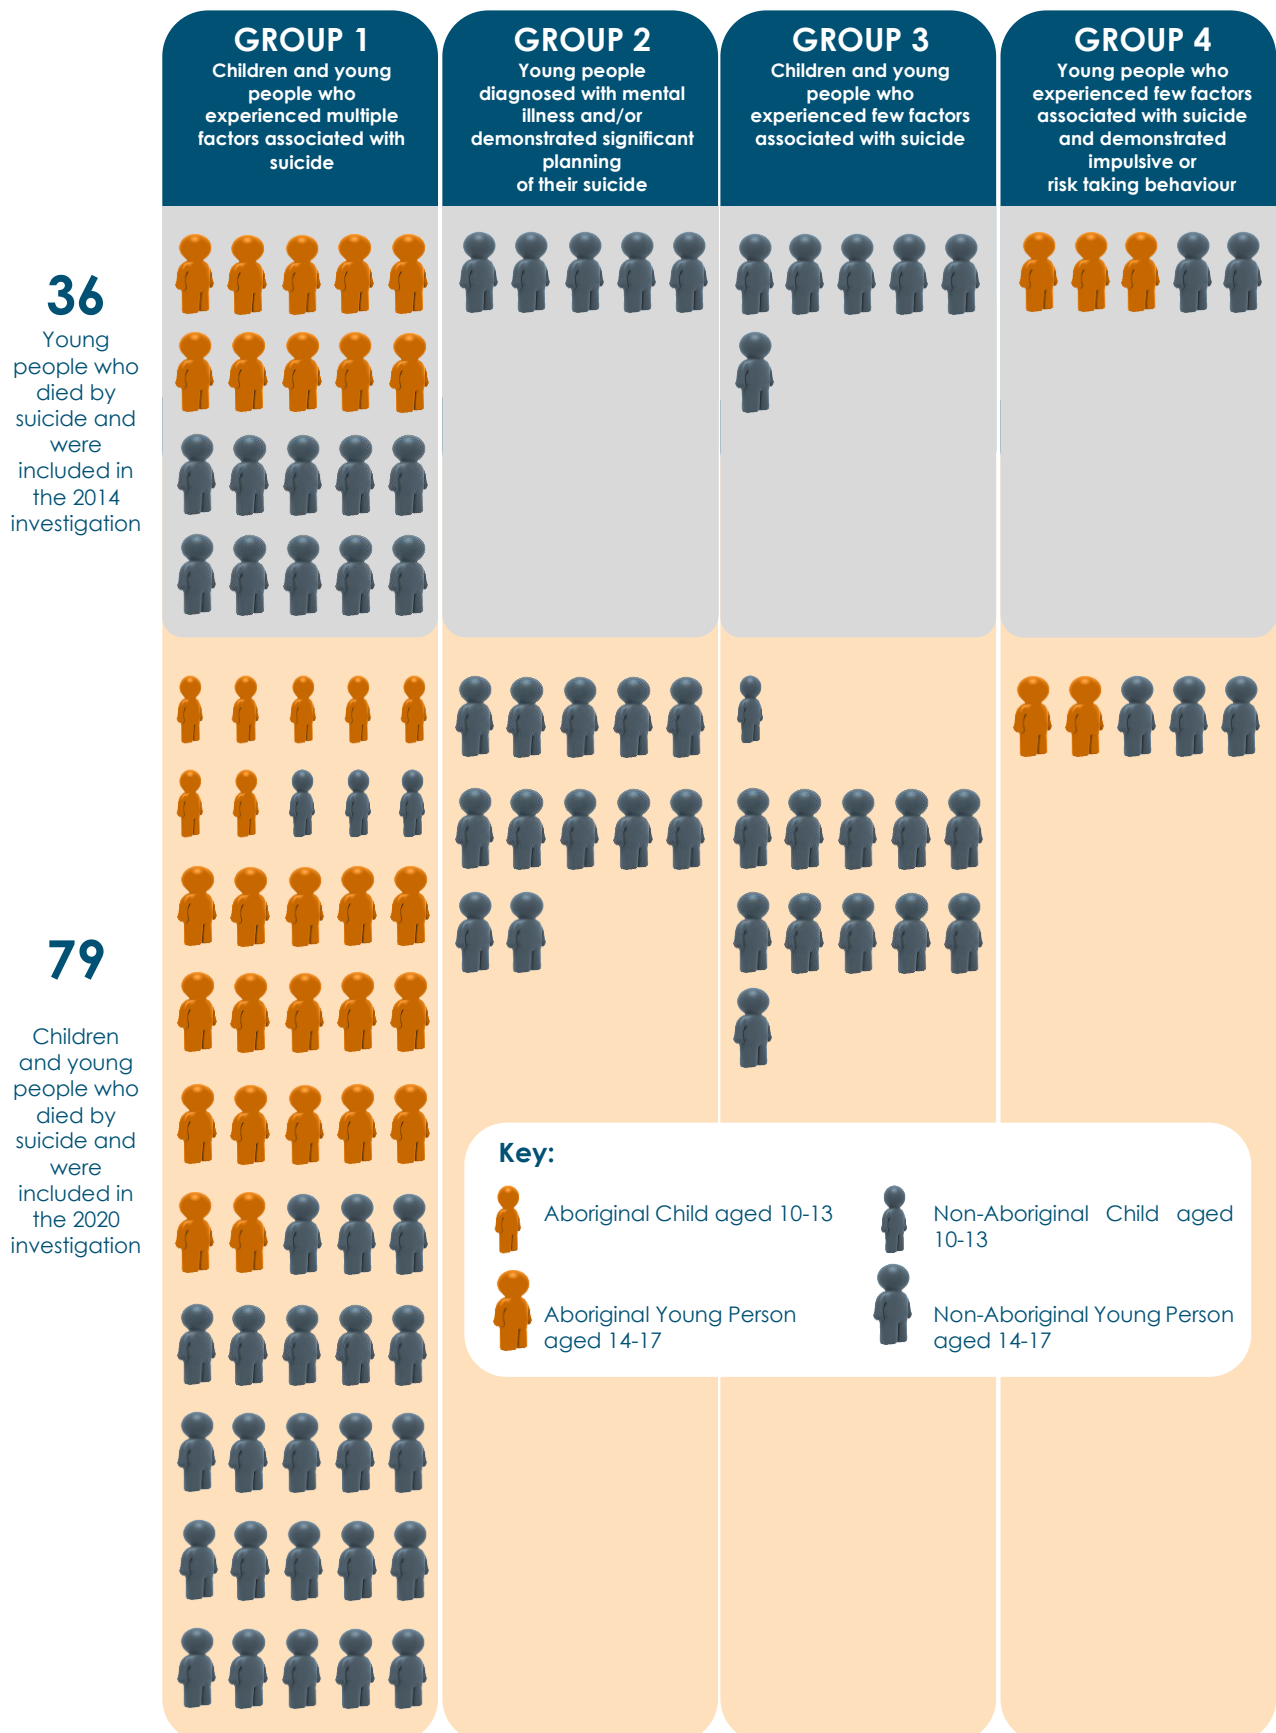 GROUP 1
Children and young
people who
experienced multiple
factors associated with
suicide
GROUP 2
Young people
diagnosed with mental
illness and/or
demonstrated significant
planning
of their suicide
GROUP 3
Children and young
people who
experienced few factors
associated with suicide
GROUP 4
Young people who
experienced few factors
associated with suicide
and demonstrated
impulsive or
risk taking behaviour
36
Young
people who
died by
suicide and
were
included in
the 2014
investigation
79
Children
and young
people who
died by
suicide and
were
included in
the 2020
investigation
Key:
Aboriginal Child aged 10-13
Non-Aboriginal Child aged
10-13
Aboriginal Young Person
aged 14-17
Non-Aboriginal Young Person
aged 14-17